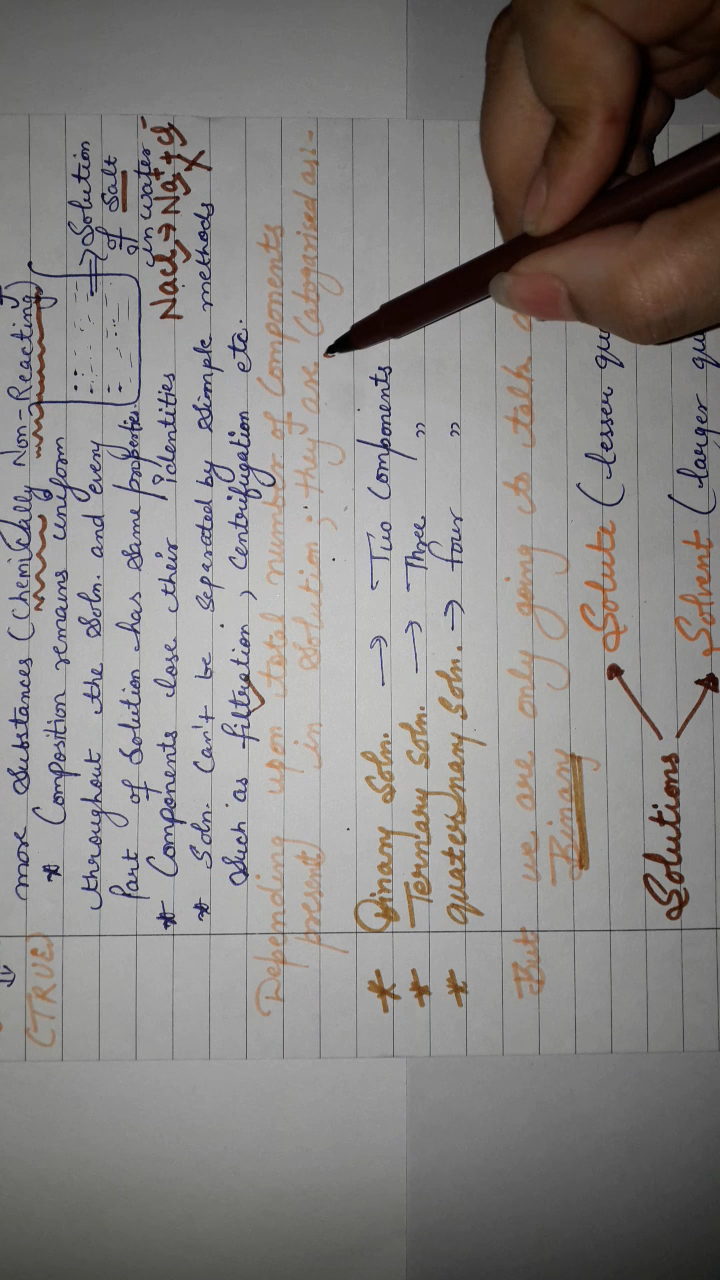 more Substances (Chemically Non-Reacting)
(TRUE)
* Composition remains uniform
throughout the Soln. and every
part of Solution has same properties.
⇒ Solution
of Salt
in water
* Components lose their identities
NaCl → Na⁺ + Cl⁻
* Soln. Can't be separated by simple methods
Such as filtration, centrifugation etc.
Depending upon total number of Components
present in Solution; they are Catogarised as:-
* Binary Soln. → Two Components
* Ternary Soln. → Three "
* quaternary Soln. → four "
But we are only going to talk
Binary
Solute (lesser
Solutions
Solvent (larger